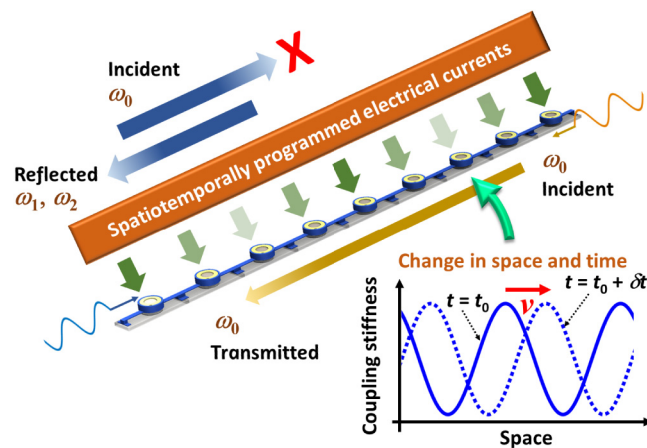 Incident
ω₀
X
Spatiotemporally programmed electrical currents
Reflected
ω₁, ω₂
ω₀
Incident
ω₀
Transmitted
Change in space and time
t = t₀
v
t = t₀ + δt
Coupling stiffness
Space